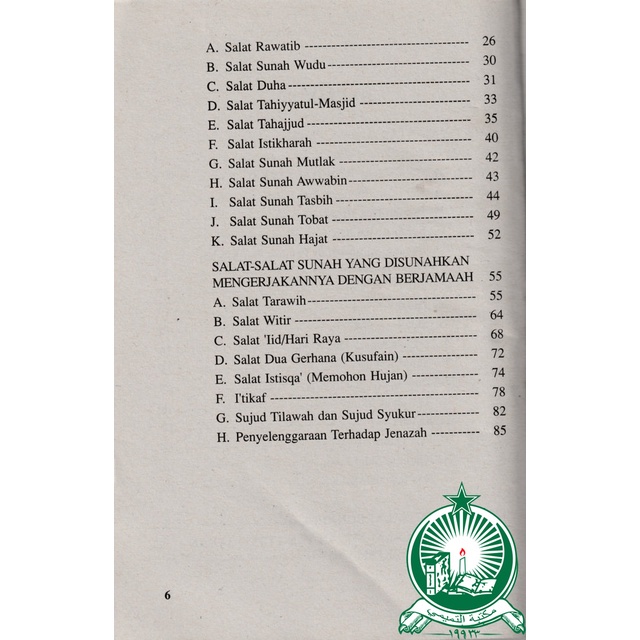 A. Salat Rawatib ------------------------------------- 26
B. Salat Sunah Wudu -------------------------------- 30
C. Salat Duha ----------------------------------------- 31
D. Salat Tahiyyatul-Masjid ------------------------- 33
E. Salat Tahajjud ------------------------------------- 35
F. Salat Istikharah ------------------------------------ 40
G. Salat Sunah Mutlak ------------------------------ 42
H. Salat Sunah Awwabin ---------------------------- 43
I. Salat Sunah Tasbih -------------------------------- 44
J. Salat Sunah Tobat --------------------------------- 49
K. Salat Sunah Hajat -------------------------------- 52
SALAT-SALAT SUNAH YANG DISUNAHKAN
MENGERJAKANNYA DENGAN BERJAMAAH 55
A. Salat Tarawih -------------------------------------- 55
B. Salat Witir ----------------------------------------- 64
C. Salat 'Iid/Hari Raya ------------------------------- 68
D. Salat Dua Gerhana (Kusufain) ------------------ 72
E. Salat Istisqa' (Memohon Hujan) ---------------- 74
F. I'tikaf ----------------------------------------------- 78
G. Sujud Tilawah dan Sujud Syukur -------------- 82
H. Penyelenggaraan Terhadap Jenazah ----------- 85
6
مكتبة التميمي
١٩٢٣